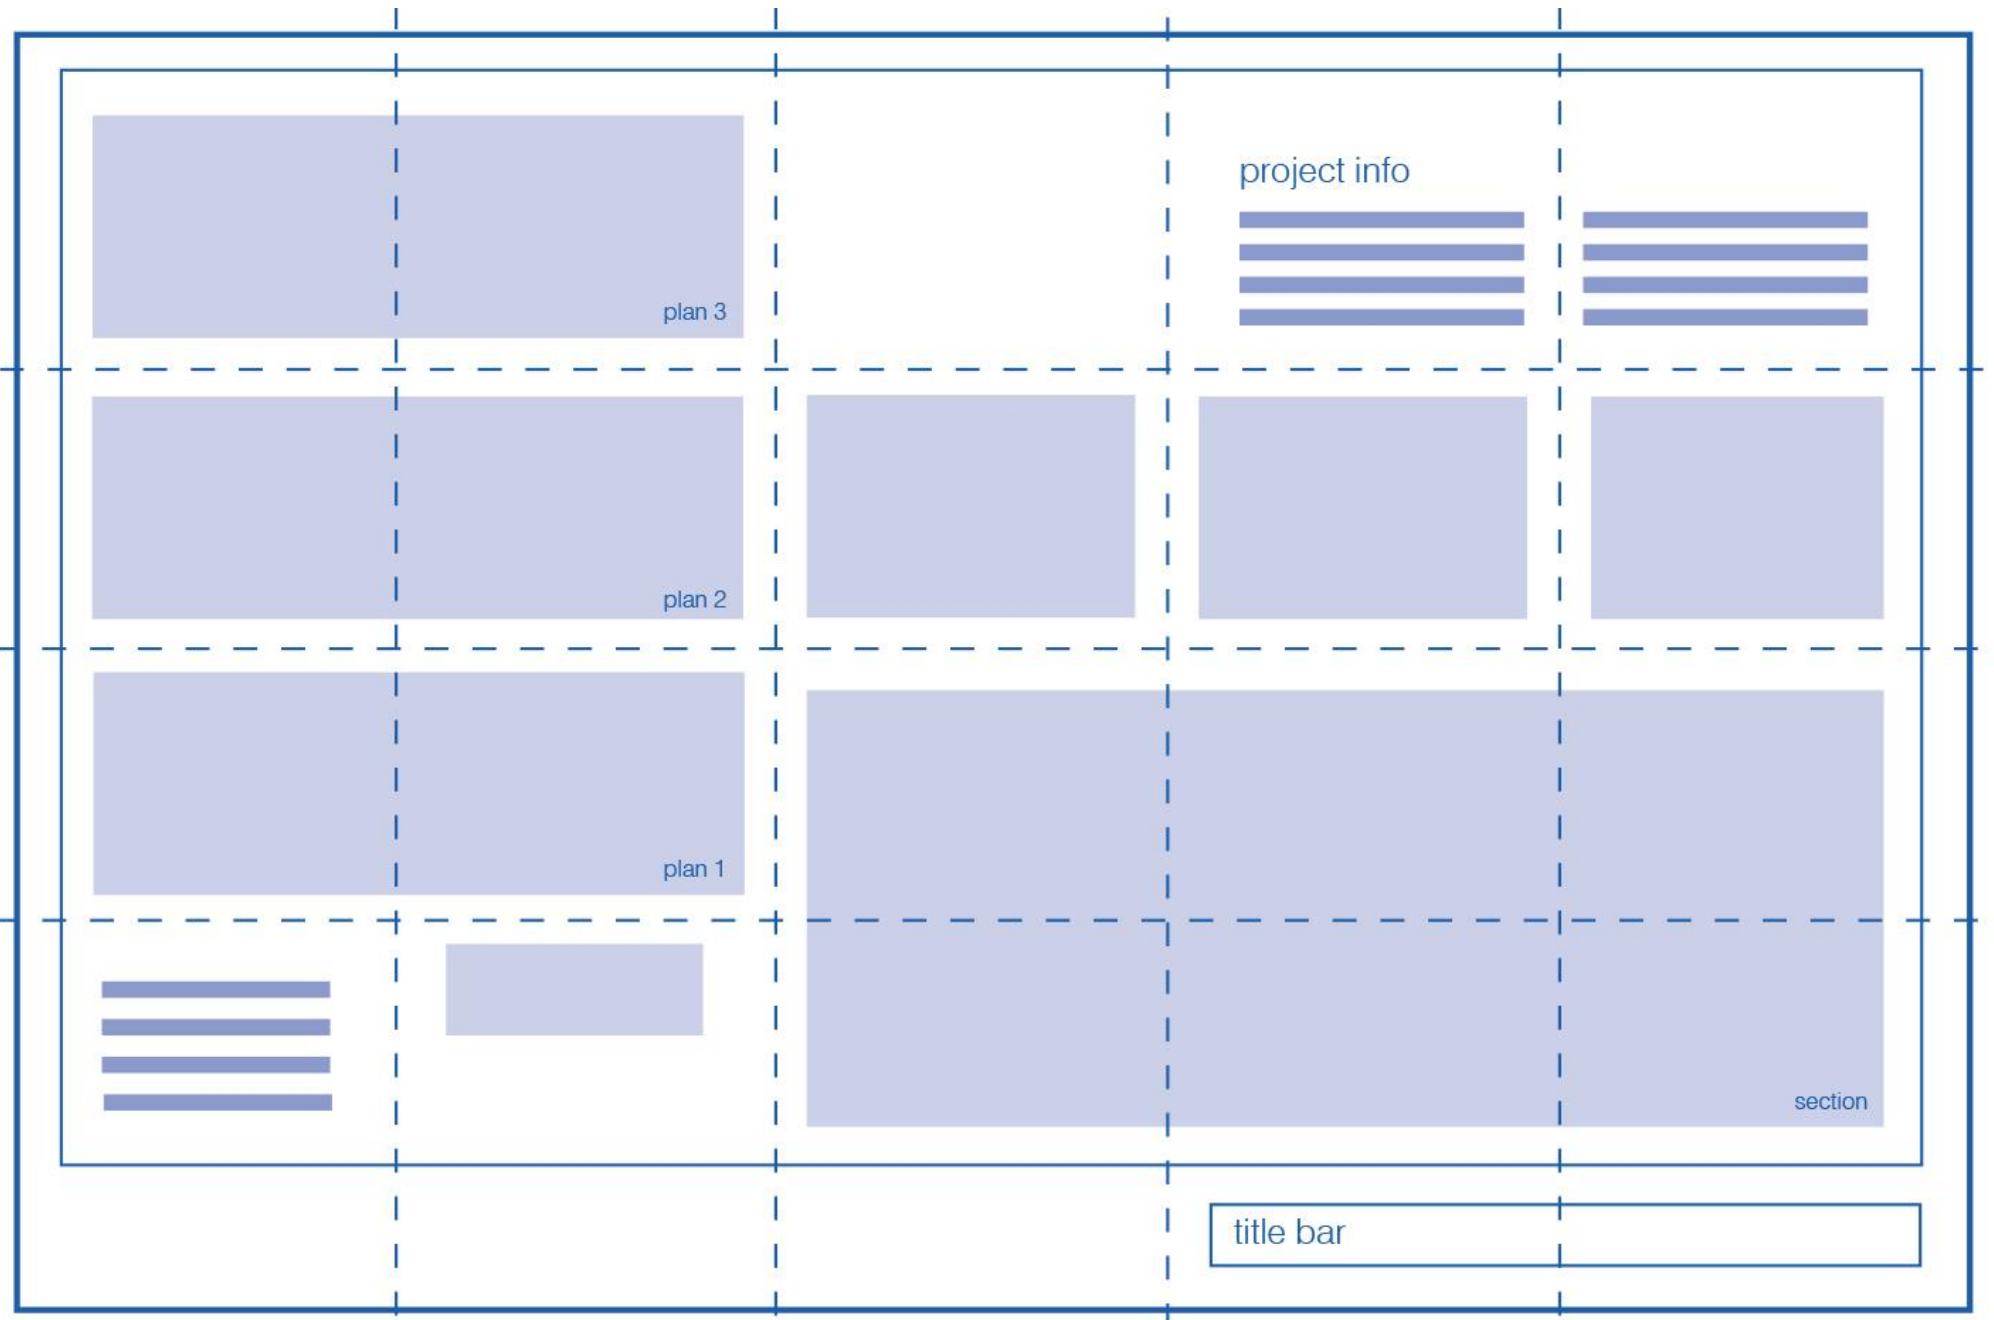 project info
plan 3
plan 2
plan 1
section
title bar